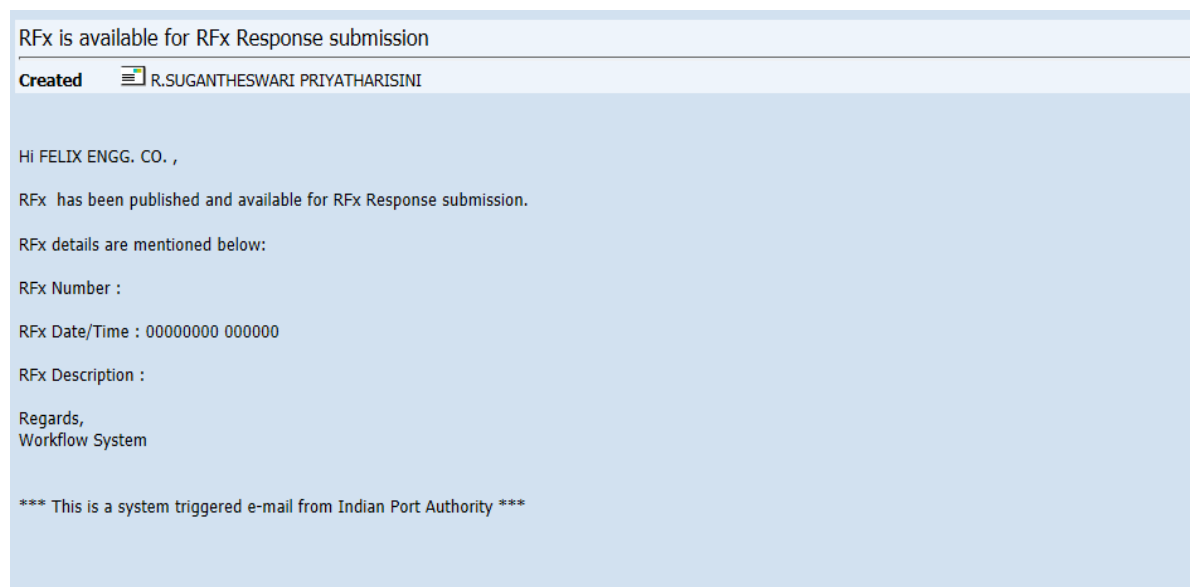 RFx is available for RFx Response submission
Created R.SUGANTHESWARI PRIYATHARISINI
Hi FELIX ENGG. CO. ,
RFx has been published and available for RFx Response submission.
RFx details are mentioned below:
RFx Number :
RFx Date/Time : 00000000 000000
RFx Description :
Regards,
Workflow System
*** This is a system triggered e-mail from Indian Port Authority ***